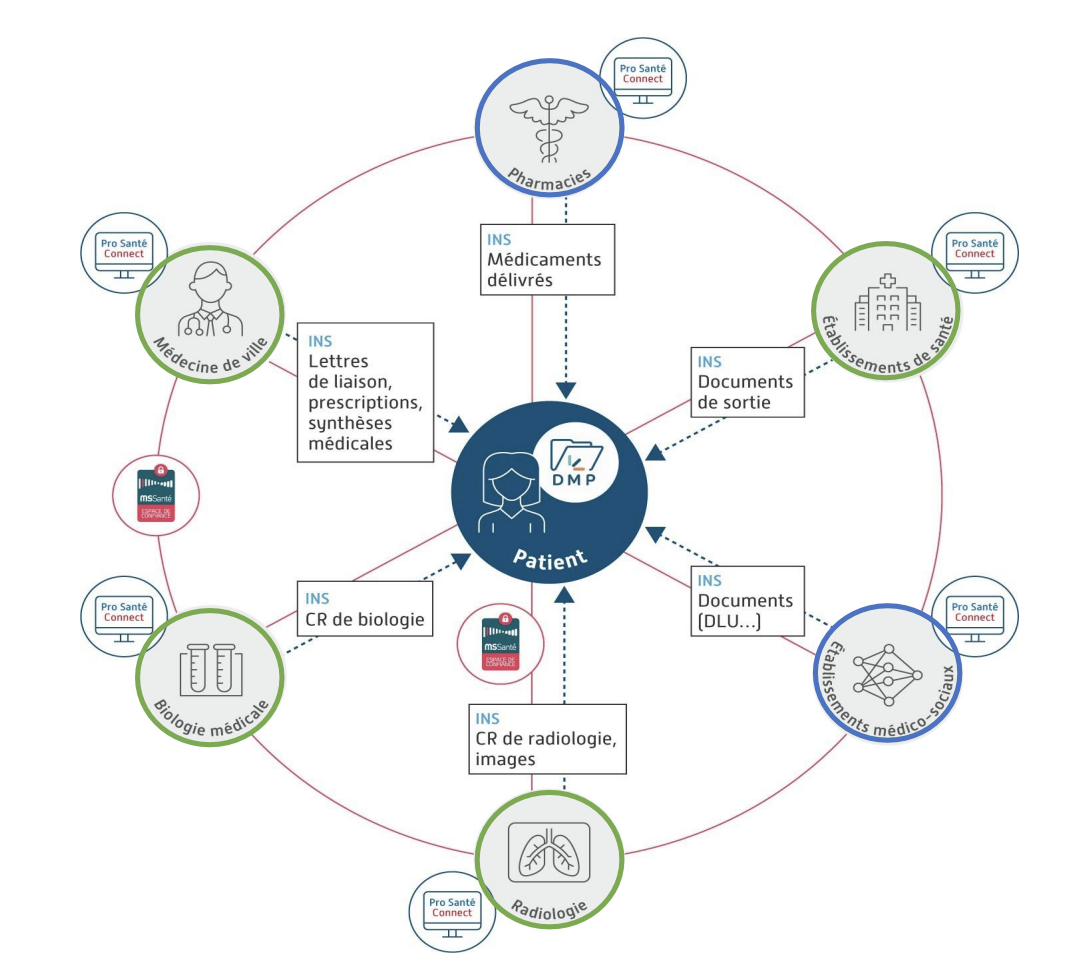 Pro Santé
Connect
Pharmacies
Pro Santé
Connect
Médecine de ville
Pro Santé
Connect
Établissements de santé
INS
Médicaments
délivrés
INS
Lettres
de liaison,
prescriptions,
synthèses
médicales
INS
Documents
de sortie
DMP
Patient
MSSanté
ESPACE DE
CONFIANCE
Pro Santé
Connect
Biologie médicale
INS
CR de biologie
MSSanté
ESPACE DE
CONFIANCE
INS
Documents
(DLU...)
Pro Santé
Connect
Établissements médico-sociaux
INS
CR de radiologie,
images
Pro Santé
Connect
Radiologie